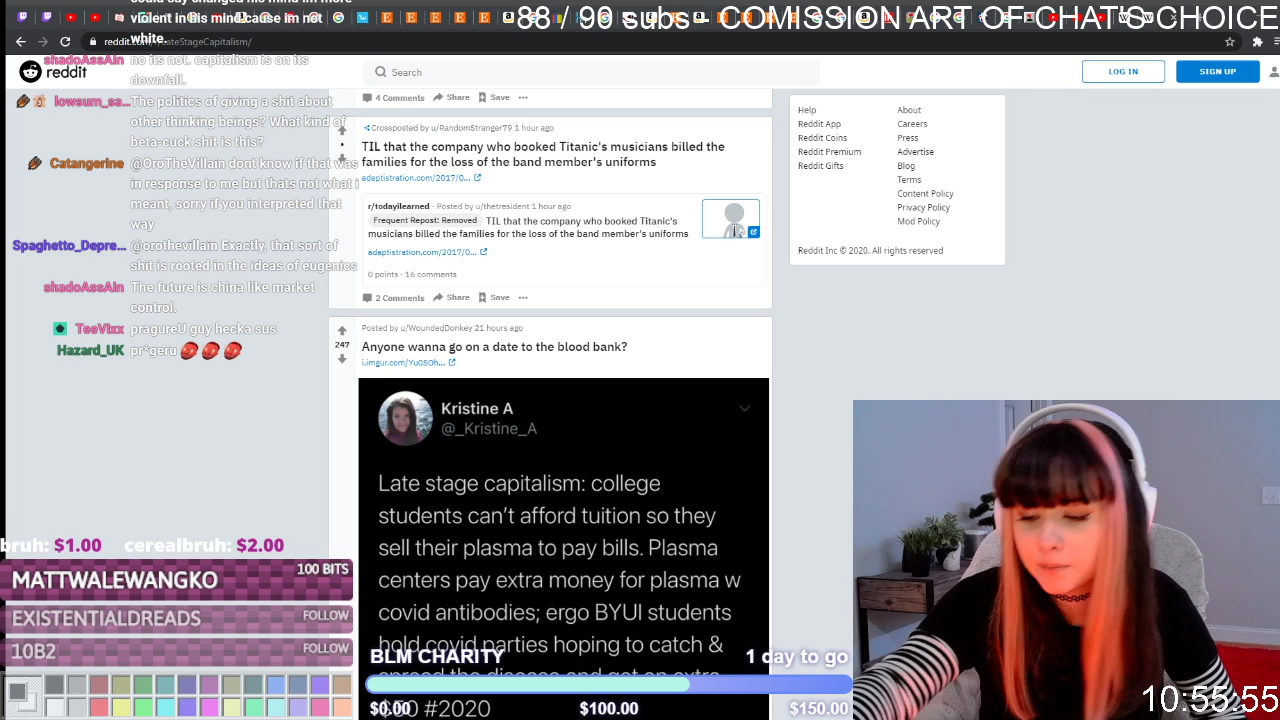 88 / 90 subs - COMISSION ART OF CHAT'S CHOICE
violent in his mind. Case im not
white.
shadoAssAin no its not. capitalism is on its
downfall.
lowsum_sa... The politics of giving a shit about
other thinking beings? What kind of
beta-cuck shit is this?
Catangerine @OroTheVillain dont know if that was
in response to me but thats not what i
meant, sorry if you interpreted that
way
Spaghetto_Depre... @orothevillain Exactly, that sort of
shit is rooted in the ideas of eugenics
shadoAssAin The future is china like market
control.
TeeVixx pragureU guy hecka sus
Hazard_UK pr*geru
bruh: $1.00 cerealbruh: $2.00
MATTWALEWANGKO 100 BITS
EXISTENTIALDREADS FOLLOW
10B2 FOLLOW
reddit
Search
LOG IN
SIGN UP
4 Comments Share Save
Crossposted by u/RandomStranger79 1 hour ago
TIL that the company who booked Titanic's musicians billed the
families for the loss of the band member's uniforms
adaptistration.com/2017/0...
r/todayilearned · Posted by u/thetresident 1 hour ago
Frequent Repost: Removed TIL that the company who booked Titanic's
musicians billed the families for the loss of the band member's uniforms
adaptistration.com/2017/0...
0 points · 16 comments
2 Comments Share Save
Posted by u/WoundedDonkey 21 hours ago
247
Anyone wanna go on a date to the blood bank?
i.imgur.com/Yu0SOh...
Kristine A
@_Kristine_A
Late stage capitalism: college
students can't afford tuition so they
sell their plasma to pay bills. Plasma
centers pay extra money for plasma w
covid antibodies; ergo BYUI students
hold covid parties hoping to catch &
spread the disease and get an extra
#2020
BLM CHARITY 1 day to go
$0.00 $100.00 $150.00
Help
Reddit App
Reddit Coins
Reddit Premium
Reddit Gifts
About
Careers
Press
Advertise
Blog
Terms
Content Policy
Privacy Policy
Mod Policy
Reddit Inc © 2020. All rights reserved
10:55.55